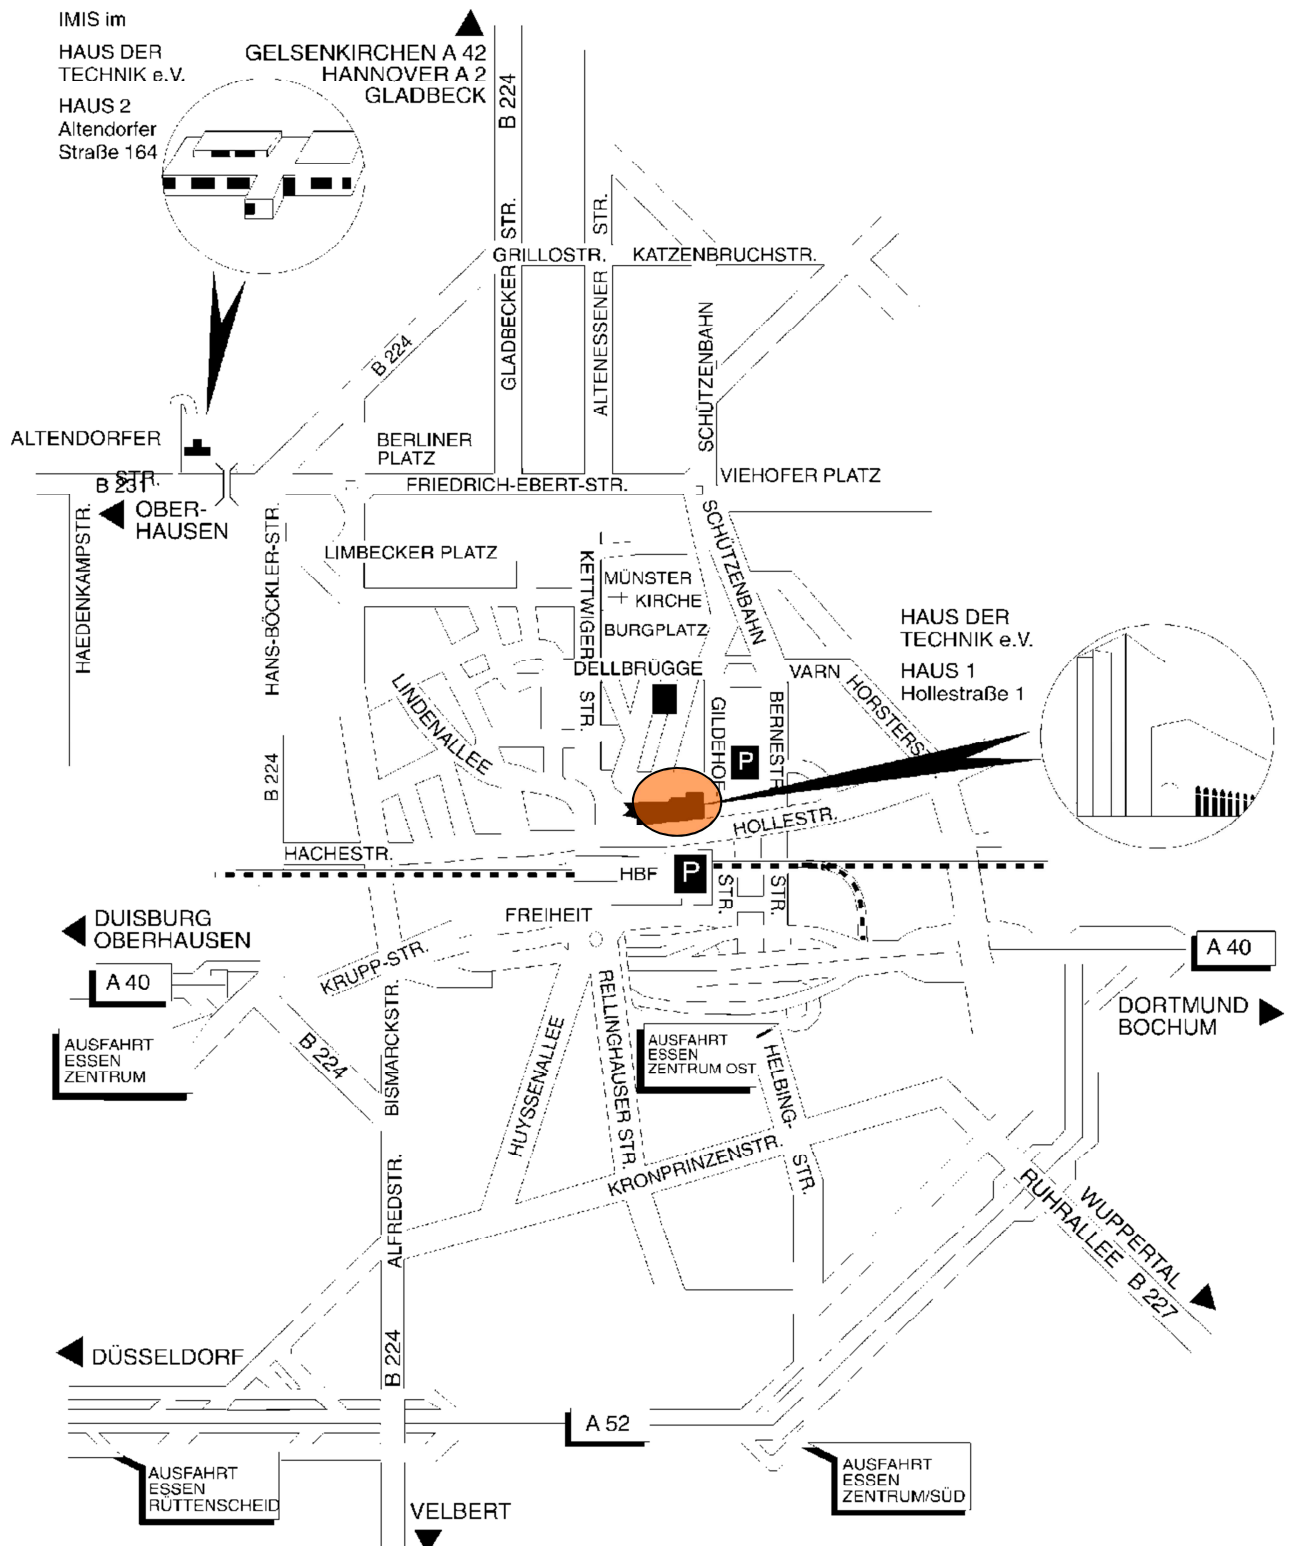 IMIS im
HAUS DER
TECHNIK e.V.
HAUS 2
Altendorfer
Straße 164
GELSENKIRCHEN A 42
HANNOVER A 2
GLADBECK
B 224
GLADBECKER STR.
ALTENESSENER STR.
GRILLOSTR.
KATZENBRUCHSTR.
SCHÜTZENBAHN
B 224
ALTENDORFER
STR.
B 231
OBER-
HAUSEN
BERLINER
PLATZ
FRIEDRICH-EBERT-STR.
VIEHOFER PLATZ
HAEDENKAMPSTR.
HANS-BÖCKLER-STR.
LIMBECKER PLATZ
KETTWIGER STR.
MÜNSTER
KIRCHE
BURGPLATZ
SCHÜTZENBAHN
DELLBRÜGGE
VARN HORSTERST
HAUS DER
TECHNIK e.V.
HAUS 1
Hollestraße 1
LINDENALLEE
GILDEHOF
BERNESTR
P
B 224
HOLLESTR.
HACHESTR.
HBF
P
STR.
STR.
FREIHEIT
DUISBURG
OBERHAUSEN
A 40
KRUPP-STR.
A 40
DORTMUND
BOCHUM
AUSFAHRT
ESSEN
ZENTRUM
B 224
BISMARCKSTR.
HUYSSENALLEE
RELLINGHAUSER STR.
AUSFAHRT
ESSEN
ZENTRUM OST
HELBING-
STR.
KRONPRINZENSTR.
ALFREDSTR.
RUHRALLEE B 227
WUPPERTAL
B 224
DÜSSELDORF
A 52
AUSFAHRT
ESSEN
RÜTTENSCHEID
AUSFAHRT
ESSEN
ZENTRUM/SÜD
VELBERT